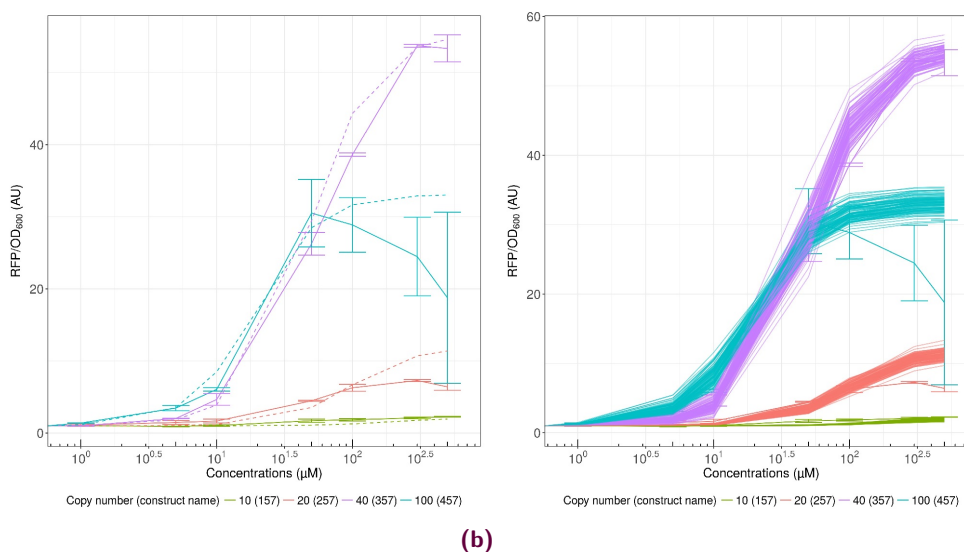 40
20
0
RFP/OD600 (AU)
10^0 10^0.5 10^1 10^1.5 10^2 10^2.5
Concentrations (µM)
Copy number (construct name) 10 (157) 20 (257) 40 (357) 100 (457)
60
40
20
0
RFP/OD600 (AU)
10^0 10^0.5 10^1 10^1.5 10^2 10^2.5
Concentrations (µM)
Copy number (construct name) 10 (157) 20 (257) 40 (357) 100 (457)
(b)